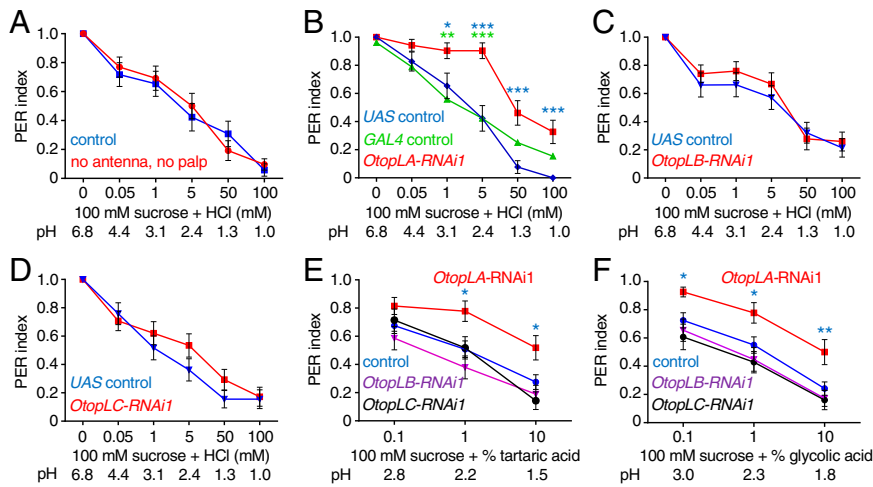 A
PER index
1.0
0.8
0.6
0.4
0.2
0
control
no antenna, no palp
0 0.05 1 5 50 100
100 mM sucrose + HCl (mM)
pH 6.8 4.4 3.1 2.4 1.3 1.0
B
PER index
1.0
0.8
0.6
0.4
0.2
0.0
* *** *** ***
** ***
UAS control
GAL4 control
OtopLA-RNAi1
0 0.05 1 5 50 100
100 mM sucrose + HCl (mM)
pH 6.8 4.4 3.1 2.4 1.3 1.0
C
PER index
1.0
0.8
0.6
0.4
0.2
0
UAS control
OtopLB-RNAi1
0 0.05 1 5 50 100
100 mM sucrose + HCl (mM)
pH 6.8 4.4 3.1 2.4 1.3 1.0
D
PER index
1.0
0.8
0.6
0.4
0.2
0
UAS control
OtopLC-RNAi1
0 0.05 1 5 50 100
100 mM sucrose + HCl (mM)
pH 6.8 4.4 3.1 2.4 1.3 1.0
E
PER index
1.0
0.8
0.6
0.4
0.2
0
OtopLA-RNAi1
* *
control
OtopLB-RNAi1
OtopLC-RNAi1
0.1 1 10
100 mM sucrose + % tartaric acid
pH 2.8 2.2 1.5
F
PER index
1.0
0.8
0.6
0.4
0.2
0.0
OtopLA-RNAi1
* * **
control
OtopLB-RNAi1
OtopLC-RNAi1
0.1 1 10
100 mM sucrose + % glycolic acid
pH 3.0 2.3 1.8